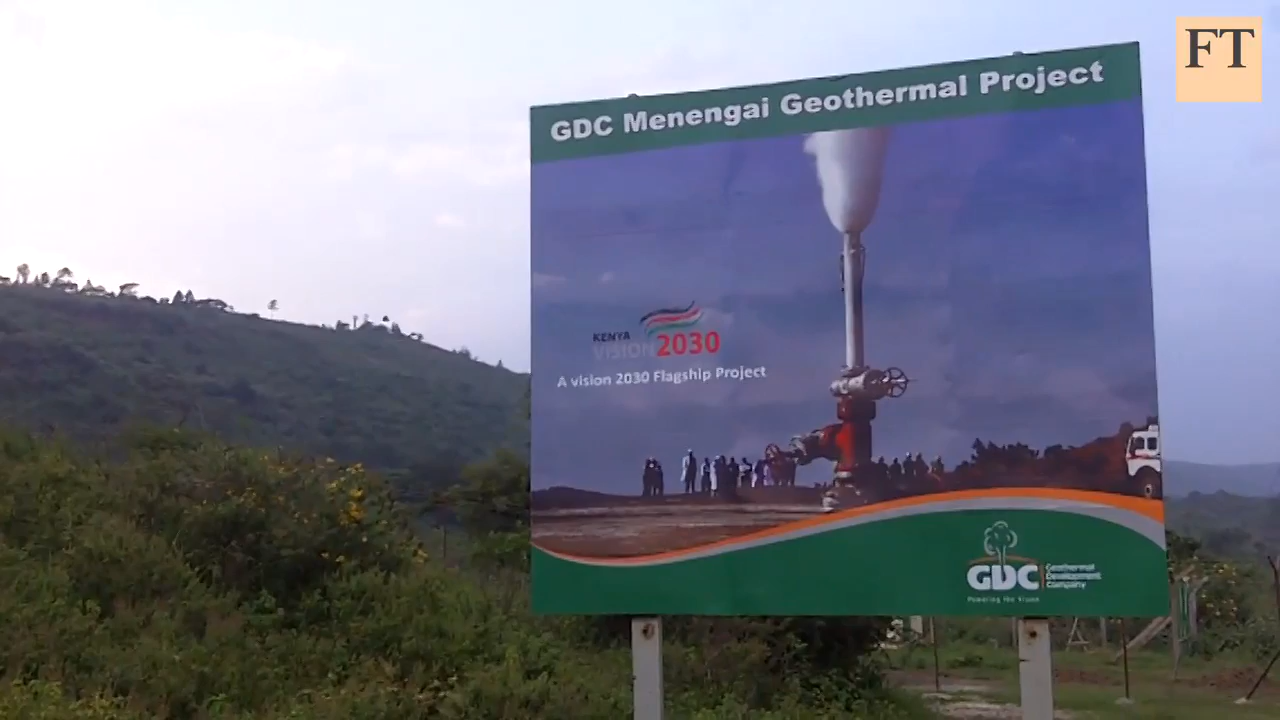 FT
GDC Menengai Geothermal Project
KENYA
VISION 2030
A vision 2030 Flagship Project
GDC
Geothermal
Development
Company
Powering the Vision